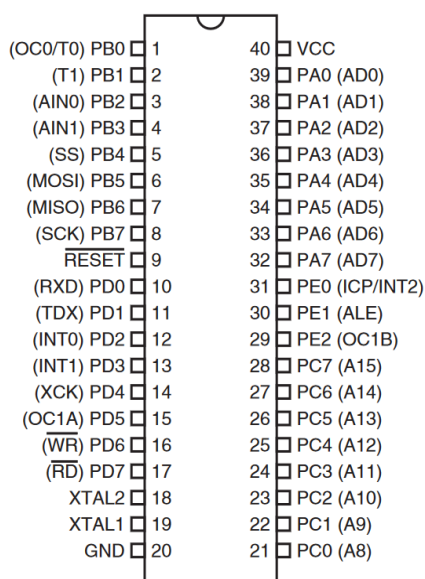 (OC0/T0) PB0 1 40 VCC
(T1) PB1 2 39 PA0 (AD0)
(AIN0) PB2 3 38 PA1 (AD1)
(AIN1) PB3 4 37 PA2 (AD2)
(SS) PB4 5 36 PA3 (AD3)
(MOSI) PB5 6 35 PA4 (AD4)
(MISO) PB6 7 34 PA5 (AD5)
(SCK) PB7 8 33 PA6 (AD6)
RESET 9 32 PA7 (AD7)
(RXD) PD0 10 31 PE0 (ICP/INT2)
(TDX) PD1 11 30 PE1 (ALE)
(INT0) PD2 12 29 PE2 (OC1B)
(INT1) PD3 13 28 PC7 (A15)
(XCK) PD4 14 27 PC6 (A14)
(OC1A) PD5 15 26 PC5 (A13)
(WR) PD6 16 25 PC4 (A12)
(RD) PD7 17 24 PC3 (A11)
XTAL2 18 23 PC2 (A10)
XTAL1 19 22 PC1 (A9)
GND 20 21 PC0 (A8)